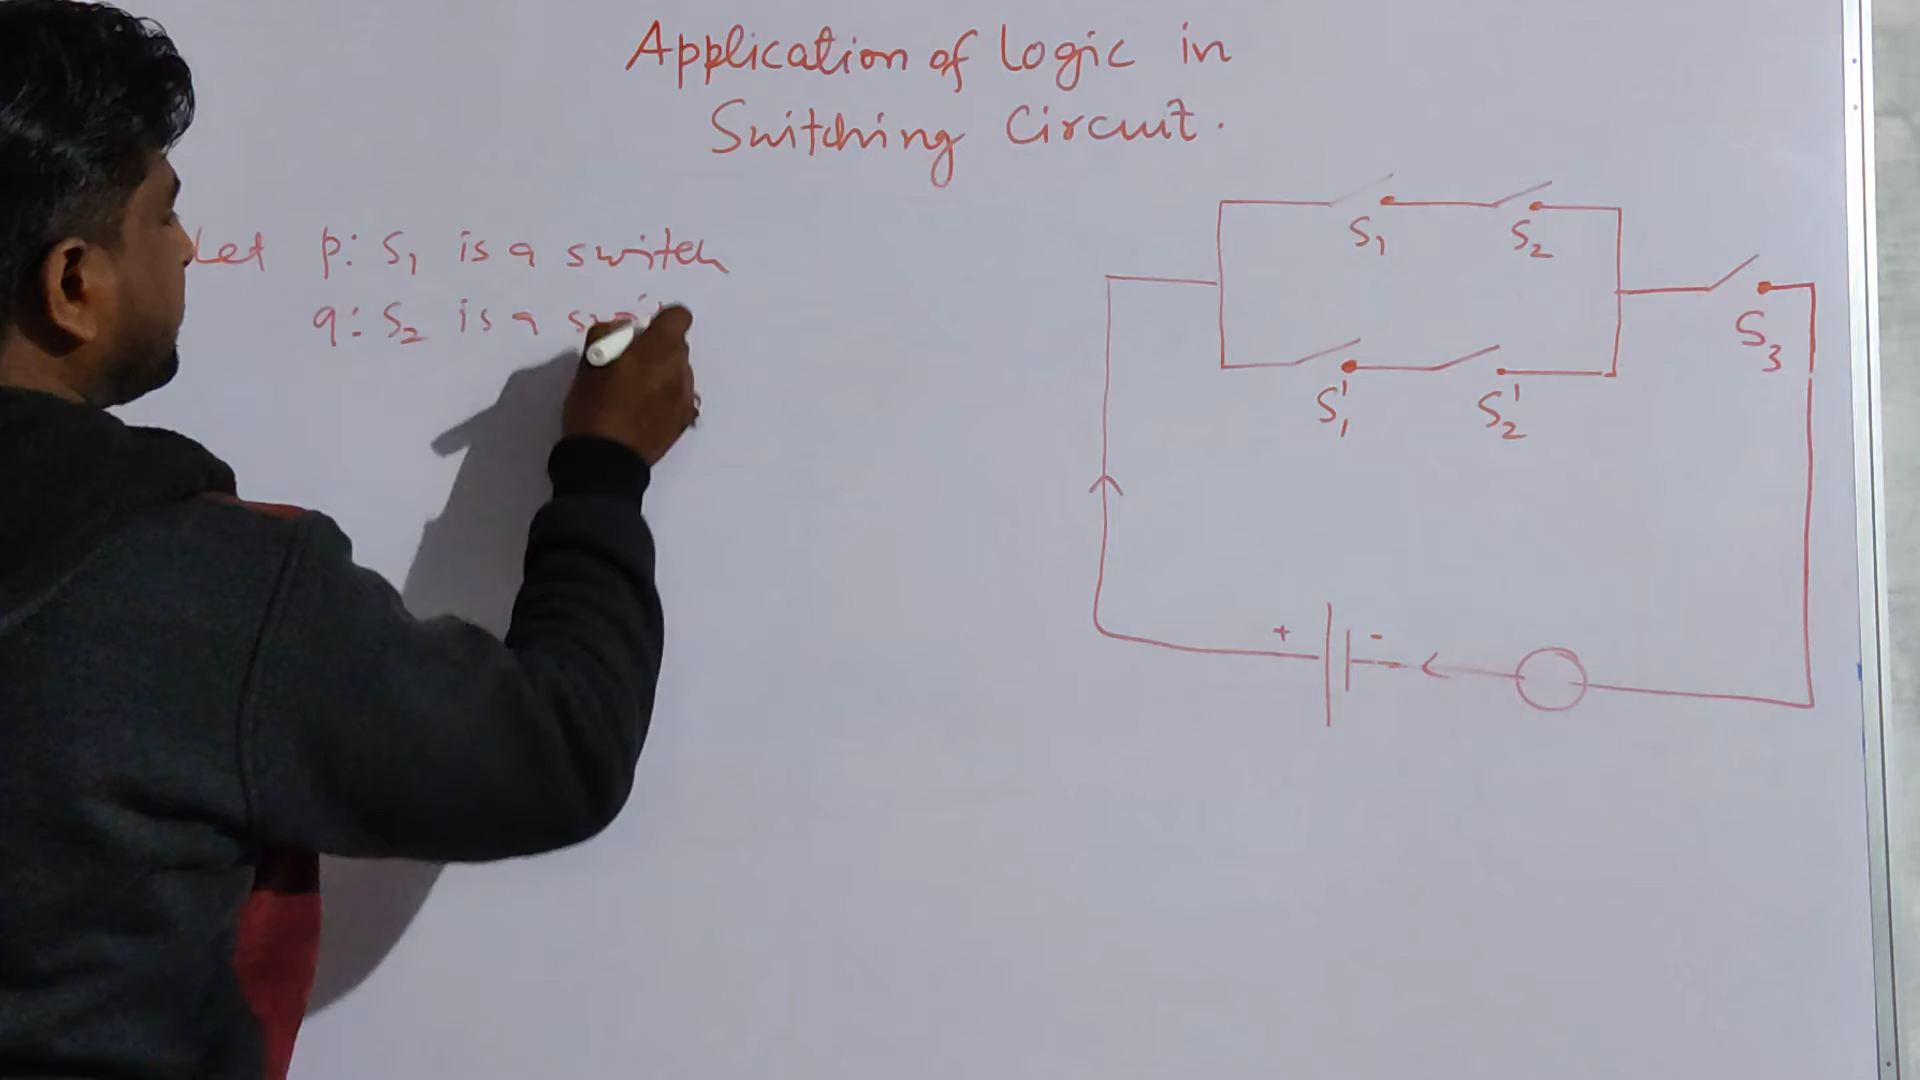 Application of Logic in
Switching Circuit.
Let p: S₁ is a switch
q: S₂ is a
S₁ S₂
S₃
S₁' S₂'
+ -